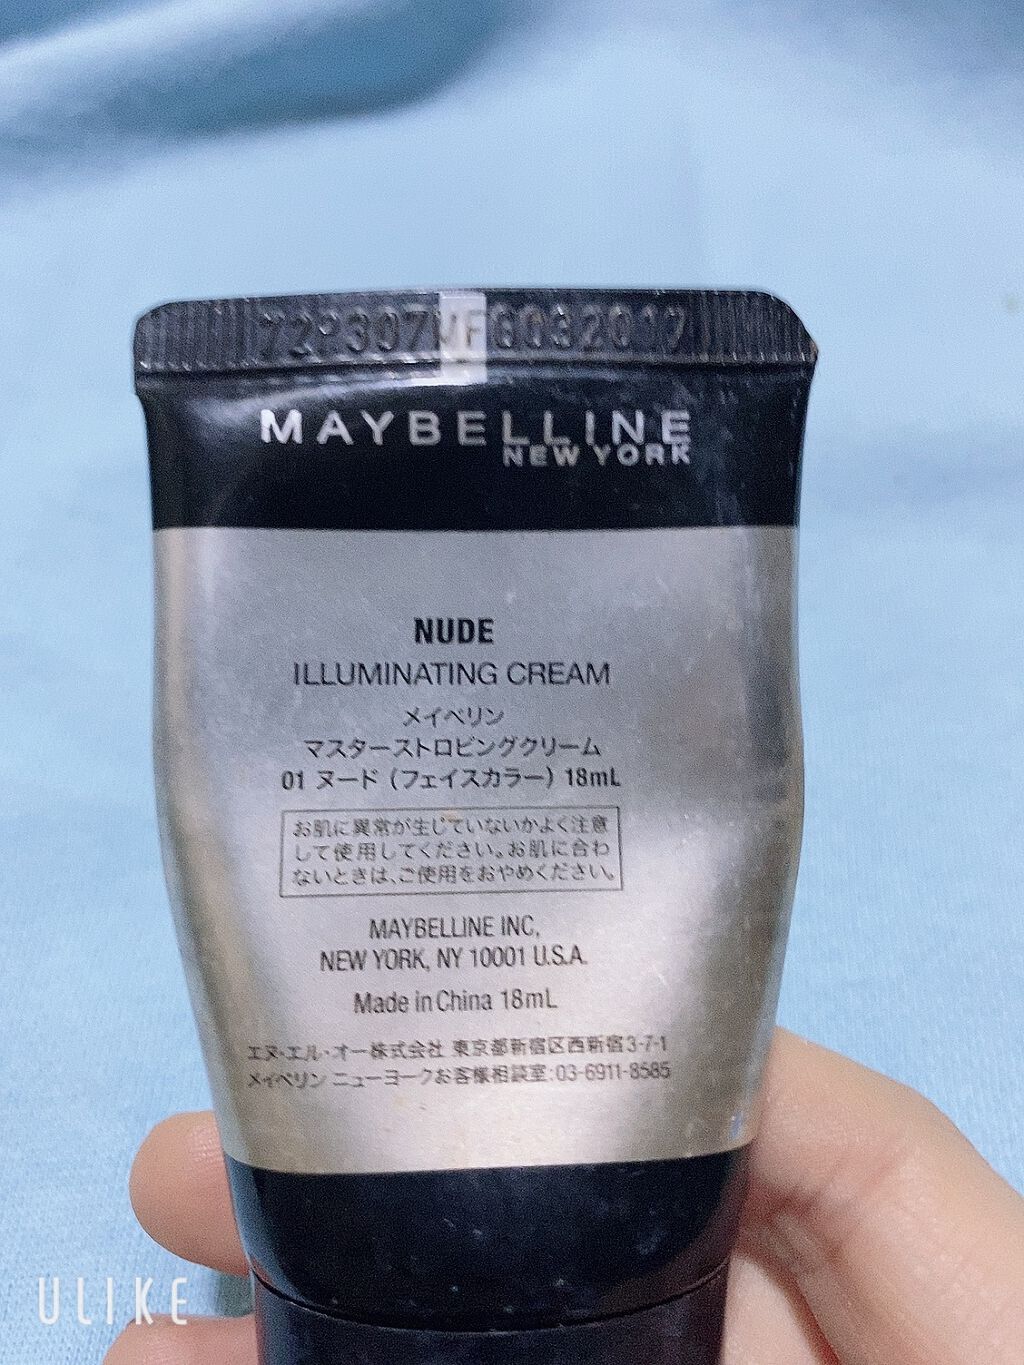 MFG032017
MAYBELLINE
NEW YORK
NUDE
ILLUMINATING CREAM
メイベリン
マスターストロビングクリーム
01 ヌード (フェイスカラー) 18mL
お肌に異常が生じていないかよく注意
して使用してください。お肌に合わ
ないときは、ご使用をおやめください。
MAYBELLINE INC,
NEW YORK, NY 10001 U.S.A.
Made in China 18mL
エヌ・エル・オー株式会社 東京都新宿区西新宿3-7-1
メイベリン ニューヨークお客様相談室:03-6911-8585
ULIKE